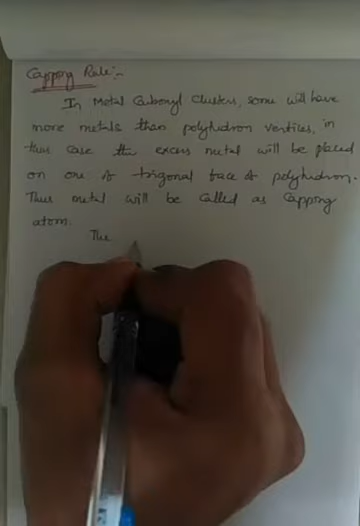 Capping Rule:-
In Metal Carbonyl Clusters, some will have
more metals than polyhedron vertices, in
this case the excess metal will be placed
on one of trigonal face of polyhedron.
This metal will be called as Capping
atom.
The